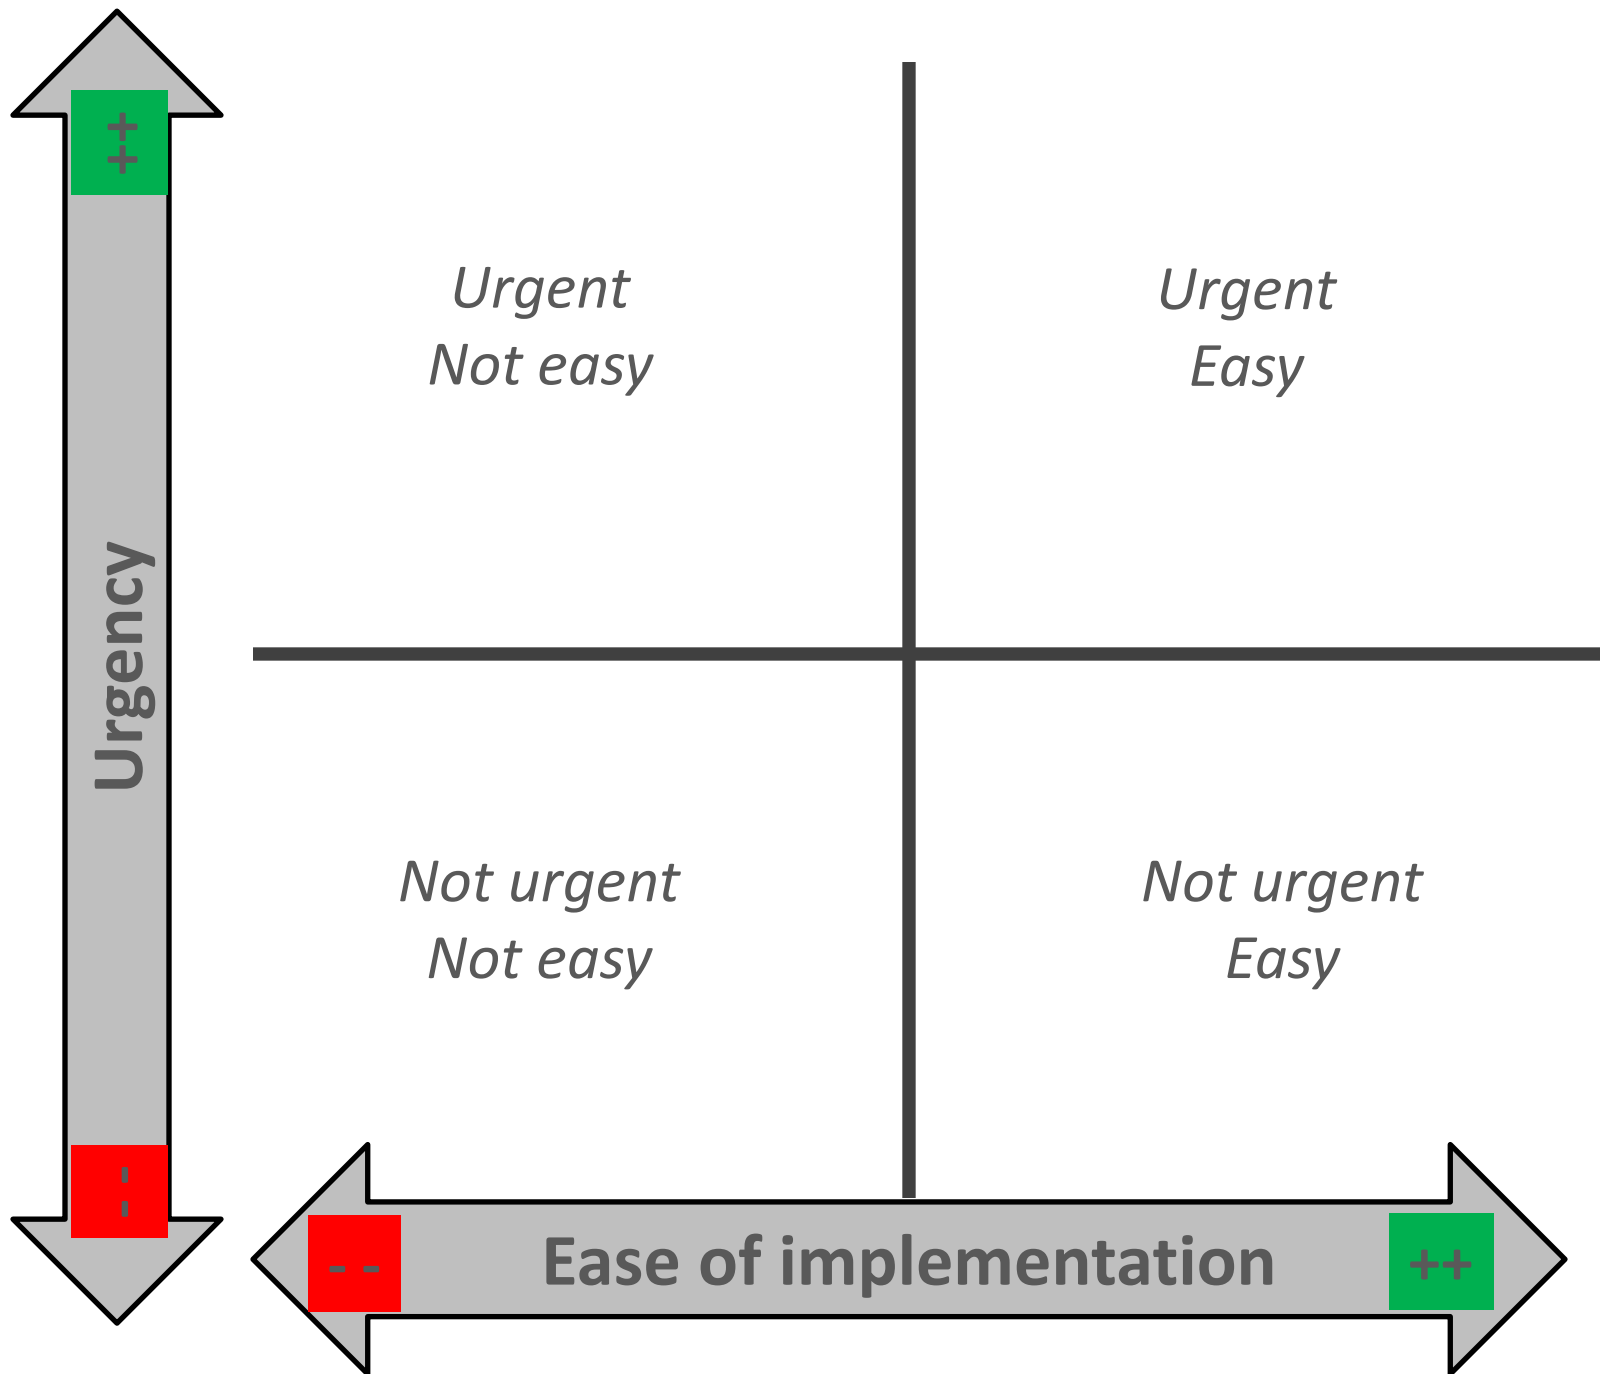 ++
Urgent
Not easy
Urgent
Easy
Urgency
Not urgent
Not easy
Not urgent
Easy
- -
- -
Ease of implementation
++